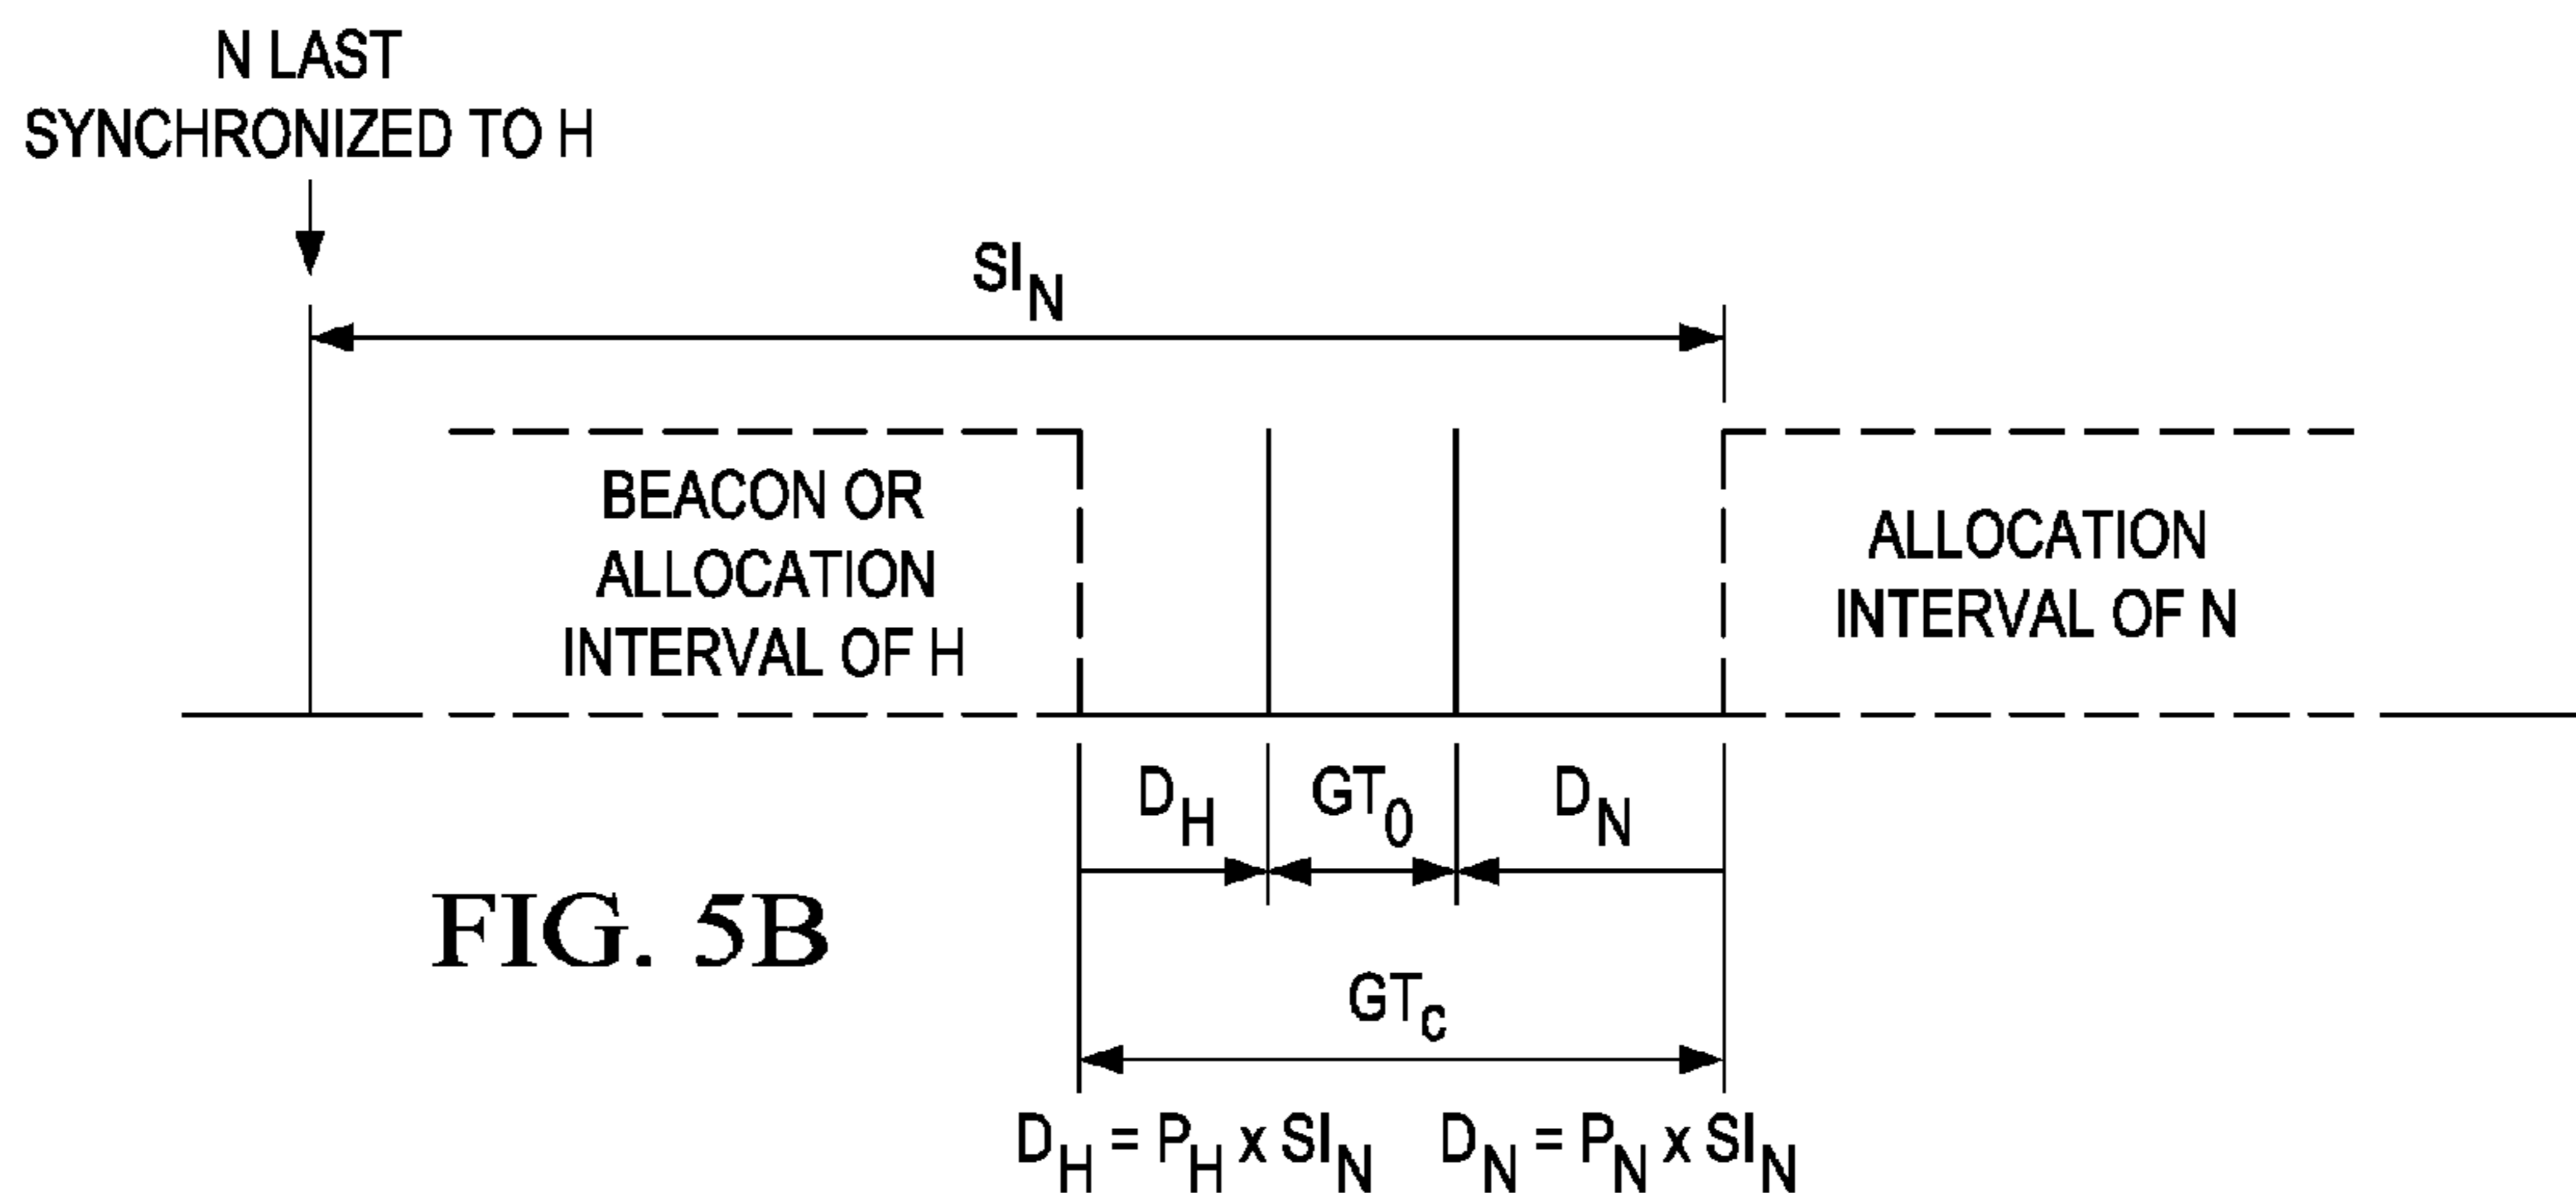 N LAST
SYNCHRONIZED TO H
SI_N
BEACON OR
ALLOCATION
INTERVAL OF H
ALLOCATION
INTERVAL OF N
D_H GT_0 D_N
FIG. 5B
GT_c
D_H = P_H x SI_N D_N = P_N x SI_N